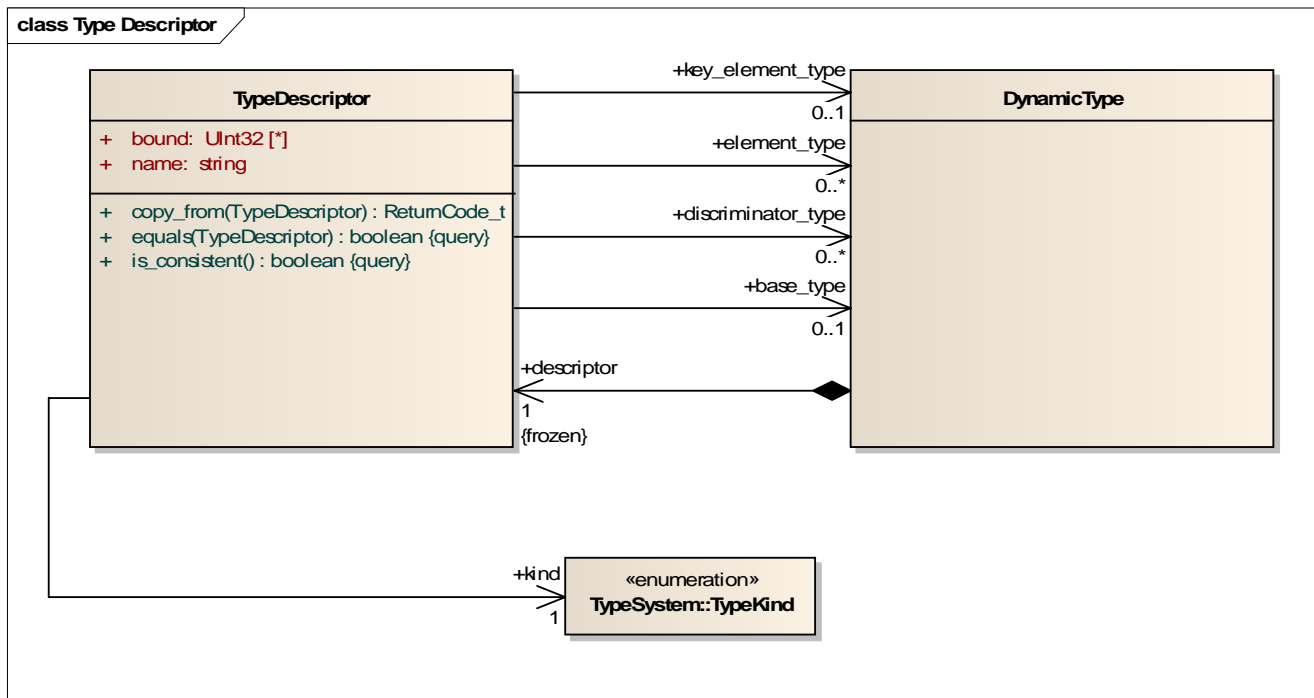 class Type Descriptor
TypeDescriptor
+ bound: UInt32 [*]
+ name: string
+ copy_from(TypeDescriptor) : ReturnCode_t
+ equals(TypeDescriptor) : boolean {query}
+ is_consistent() : boolean {query}
+key_element_type
0..1
+element_type
0..*
+discriminator_type
0..*
+base_type
0..1
+descriptor
1
{frozen}
DynamicType
+kind
1
«enumeration»
TypeSystem::TypeKind